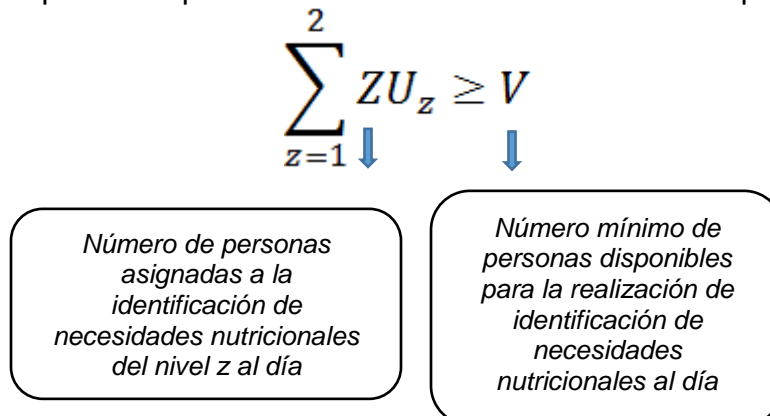 2
∑ ZU_z ≥ V
z=1
Número de personas
asignadas a la
identificación de
necesidades nutricionales
del nivel z al día
Número mínimo de
personas disponibles
para la realización de
identificación de
necesidades
nutricionales al día